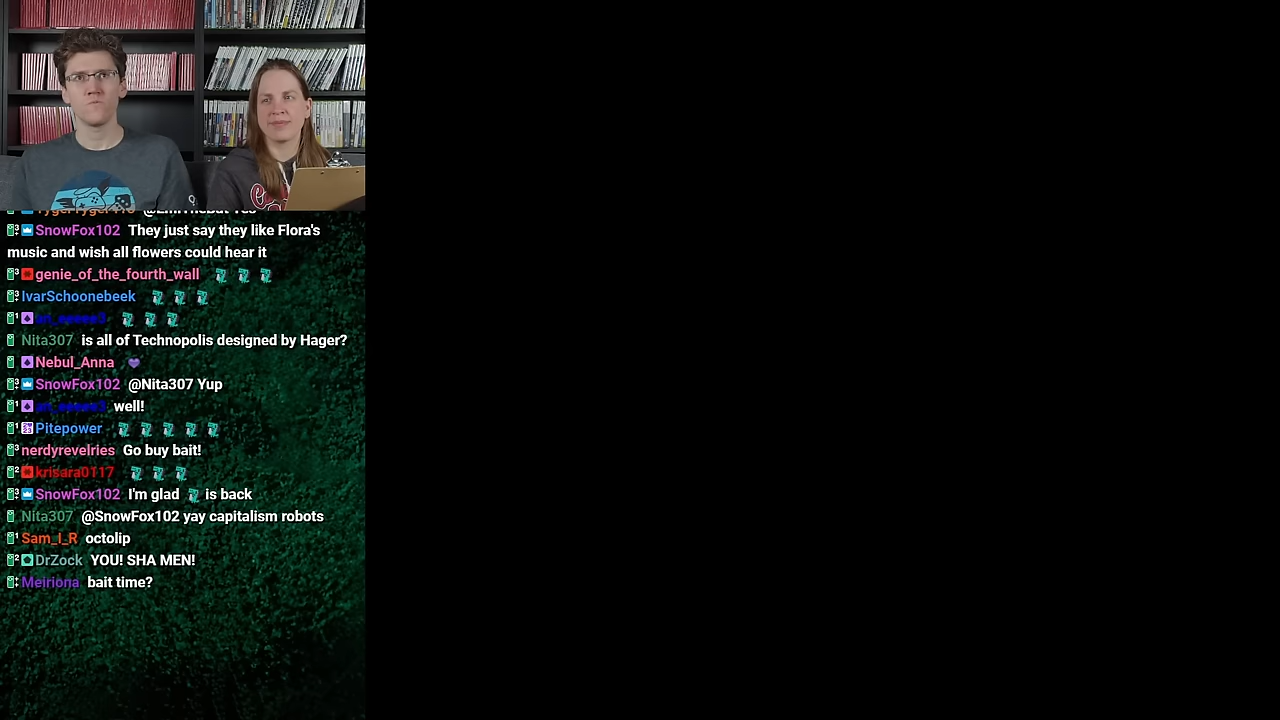 SnowFox102 They just say they like Flora's
music and wish all flowers could hear it
genie_of_the_fourth_wall
IvarSchoonebeek
Nita307 is all of Technopolis designed by Hager?
Nebul_Anna
SnowFox102 @Nita307 Yup
well!
Pitepower
nerdyrevelries Go buy bait!
krisara0117
SnowFox102 I'm glad is back
Nita307 @SnowFox102 yay capitalism robots
Sam_I_R octolip
DrZock YOU! SHA MEN!
Meiriona bait time?